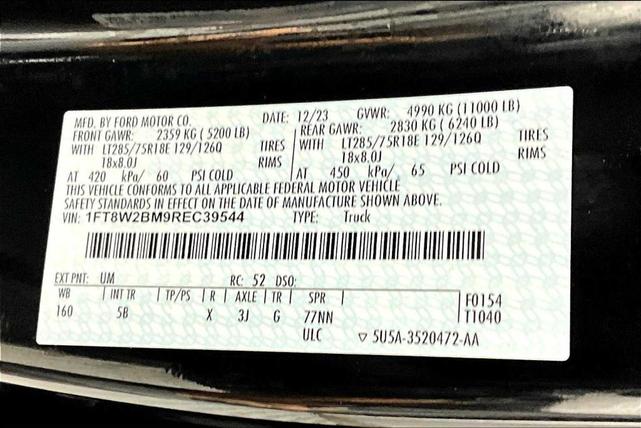 MFD. BY FORD MOTOR CO. DATE: 12/23 GVWR: 4990 KG (11000 LB)
FRONT GAWR: 2359 KG ( 5200 LB) REAR GAWR: 2830 KG ( 6240 LB)
WITH LT285/75R18E 129/126Q TIRES WITH LT285/75R18E 129/126Q TIRES
18x8.0J RIMS 18x8.0J RIMS
AT 420 kPa/ 60 PSI COLD AT 450 kPa/ 65 PSI COLD
THIS VEHICLE CONFORMS TO ALL APPLICABLE FEDERAL MOTOR VEHICLE
SAFETY STANDARDS IN EFFECT ON THE DATE OF MANUFACTURE SHOWN ABOVE.
VIN: 1FT8W2BM9REC39544 TYPE: Truck
EXT PNT: UM RC: 52 DSO:
WB | INT TR | TP/PS | R | AXLE | TR | SPR | F0154
160 5B X 3J G 77NN T1040
ULC ▽ 5U5A-3520472-AA